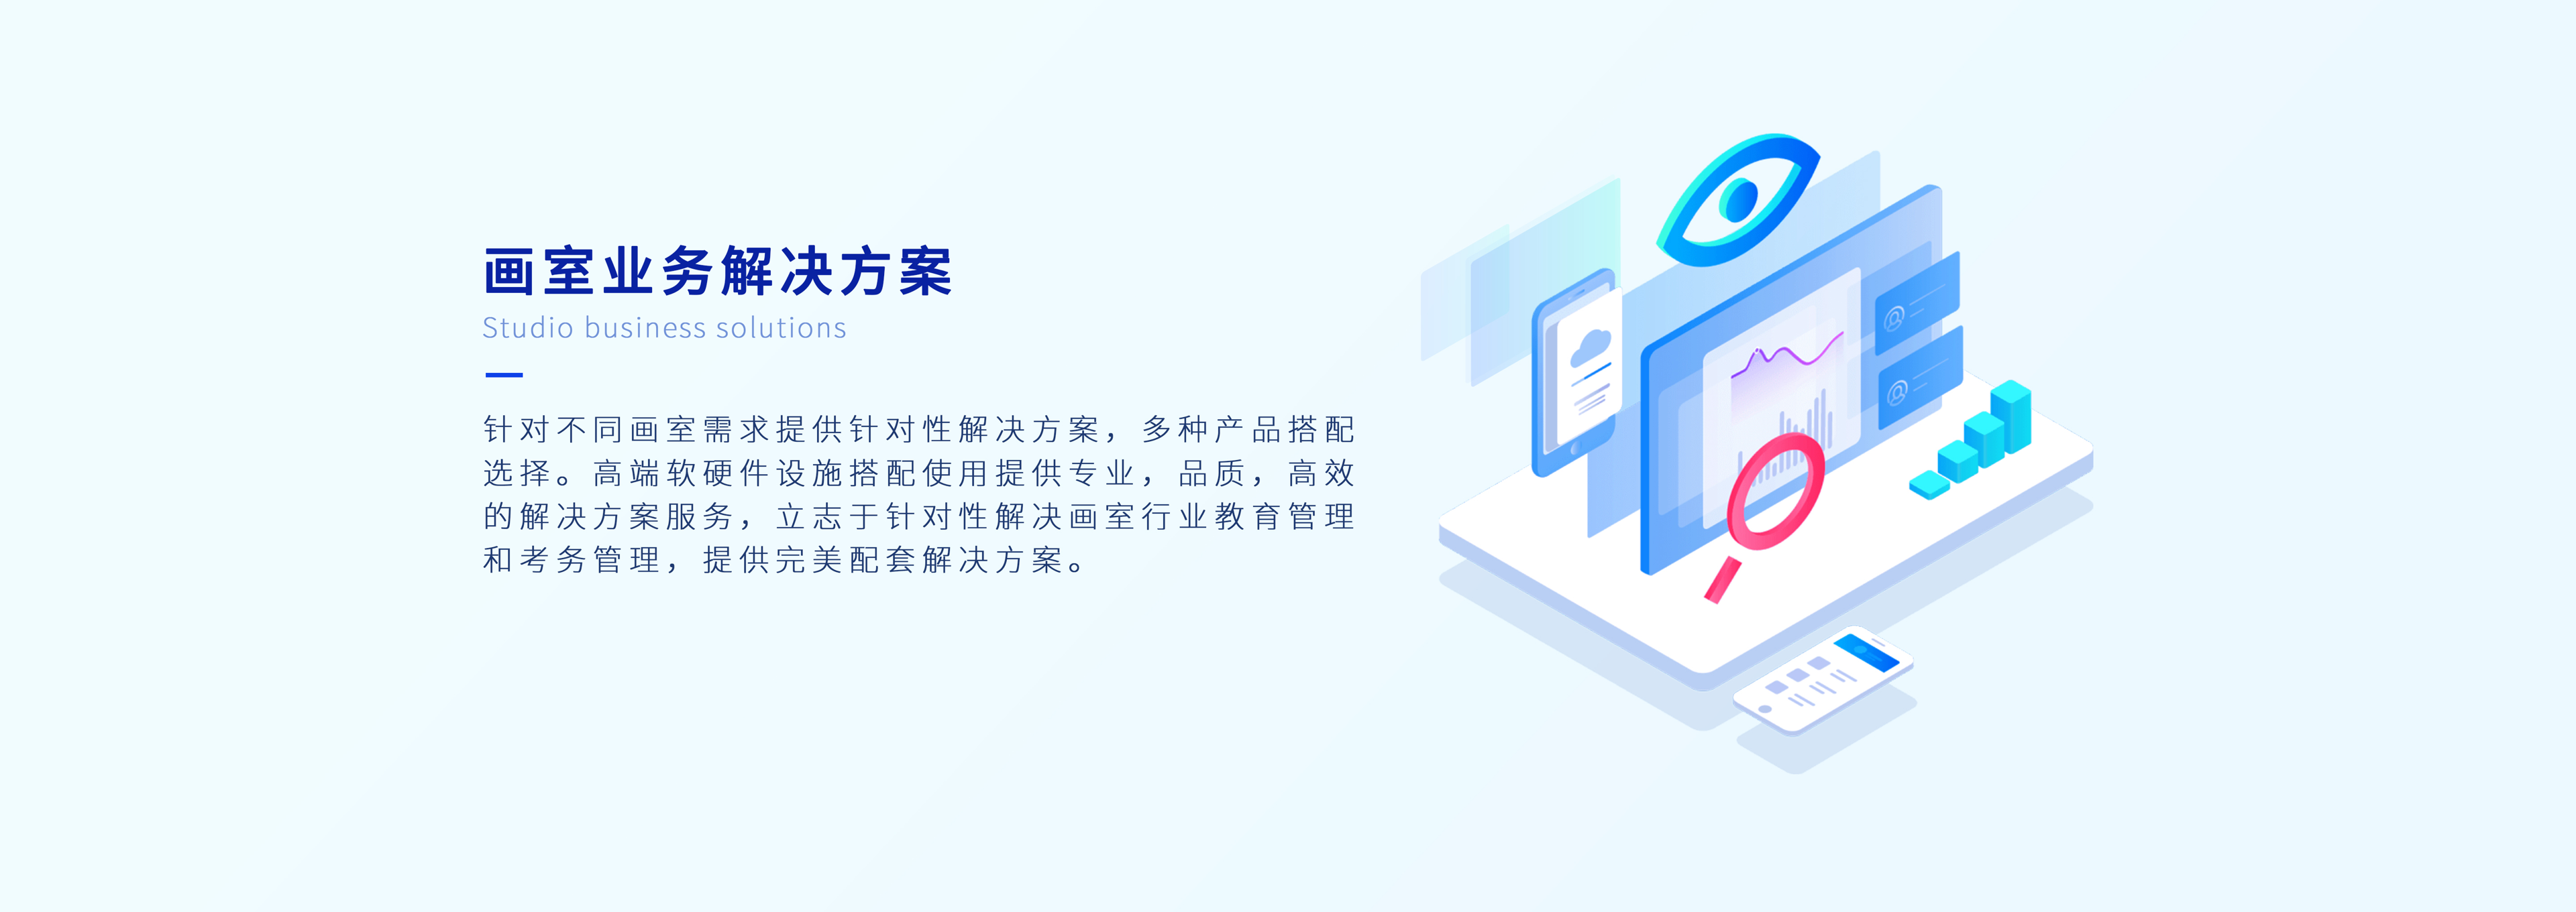 画室业务解决方案
Studio business solutions
针对不同画室需求提供针对性解决方案，多种产品搭配
选择。高端软硬件设施搭配使用提供专业，品质，高效
的解决方案服务，立志于针对性解决画室行业教育管理
和考务管理，提供完美配套解决方案。